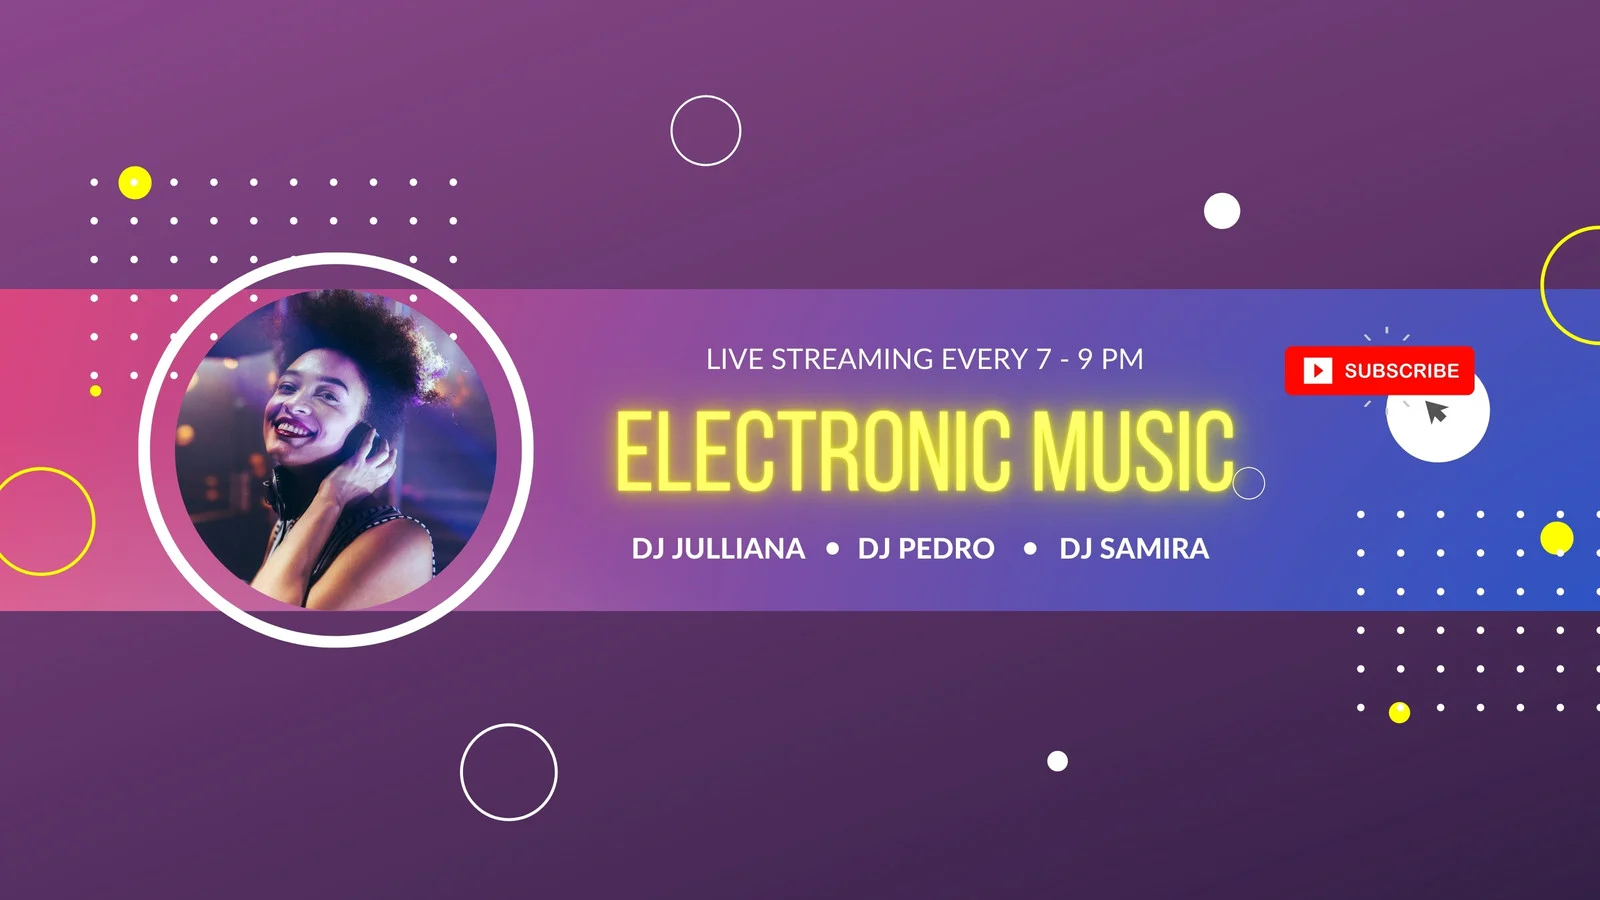 LIVE STREAMING EVERY 7 - 9 PM
SUBSCRIBE
ELECTRONIC MUSIC
DJ JULLIANA ● DJ PEDRO ● DJ SAMIRA